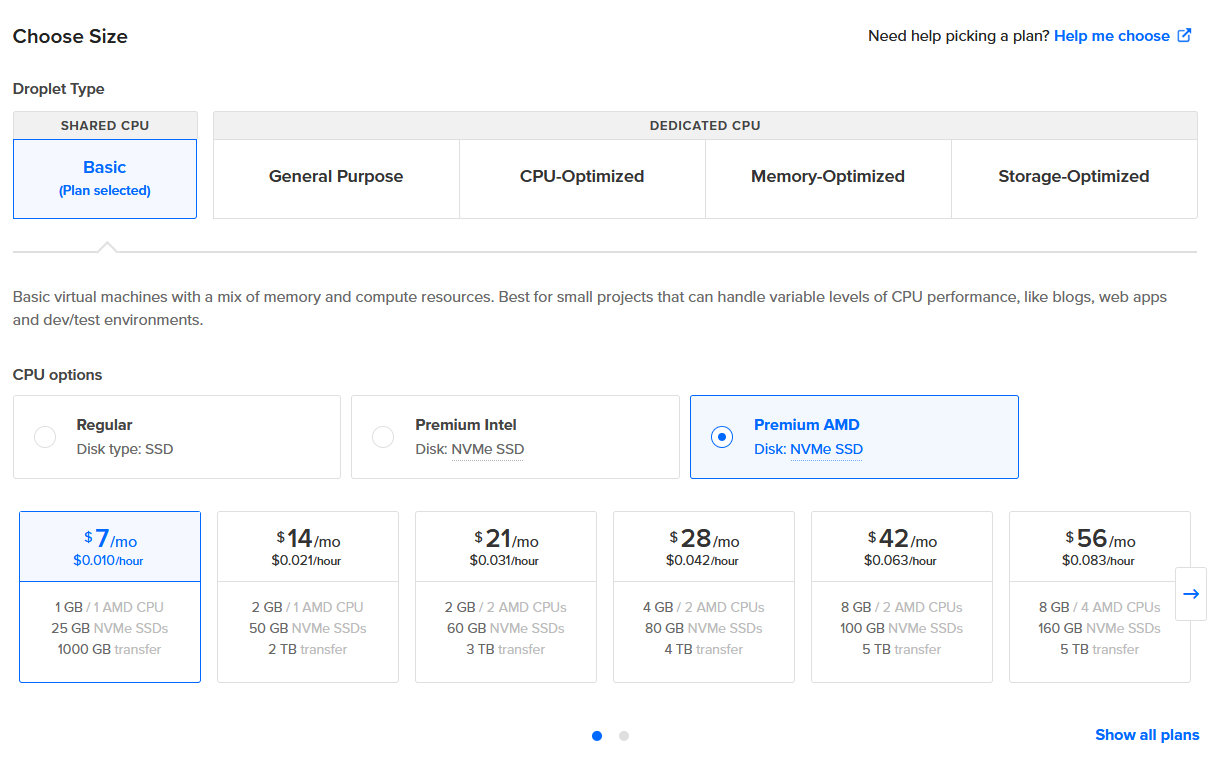 Choose Size
Need help picking a plan? Help me choose
Droplet Type
SHARED CPU
DEDICATED CPU
Basic
(Plan selected)
General Purpose
CPU-Optimized
Memory-Optimized
Storage-Optimized
Basic virtual machines with a mix of memory and compute resources. Best for small projects that can handle variable levels of CPU performance, like blogs, web apps
and dev/test environments.
CPU options
Regular
Disk type: SSD
Premium Intel
Disk: NVMe SSD
Premium AMD
Disk: NVMe SSD
$7/mo
$0.010/hour
1 GB / 1 AMD CPU
25 GB NVMe SSDs
1000 GB transfer
$14/mo
$0.021/hour
2 GB / 1 AMD CPU
50 GB NVMe SSDs
2 TB transfer
$21/mo
$0.031/hour
2 GB / 2 AMD CPUs
60 GB NVMe SSDs
3 TB transfer
$28/mo
$0.042/hour
4 GB / 2 AMD CPUs
80 GB NVMe SSDs
4 TB transfer
$42/mo
$0.063/hour
8 GB / 2 AMD CPUs
100 GB NVMe SSDs
5 TB transfer
$56/mo
$0.083/hour
8 GB / 4 AMD CPUs
160 GB NVMe SSDs
5 TB transfer
Show all plans